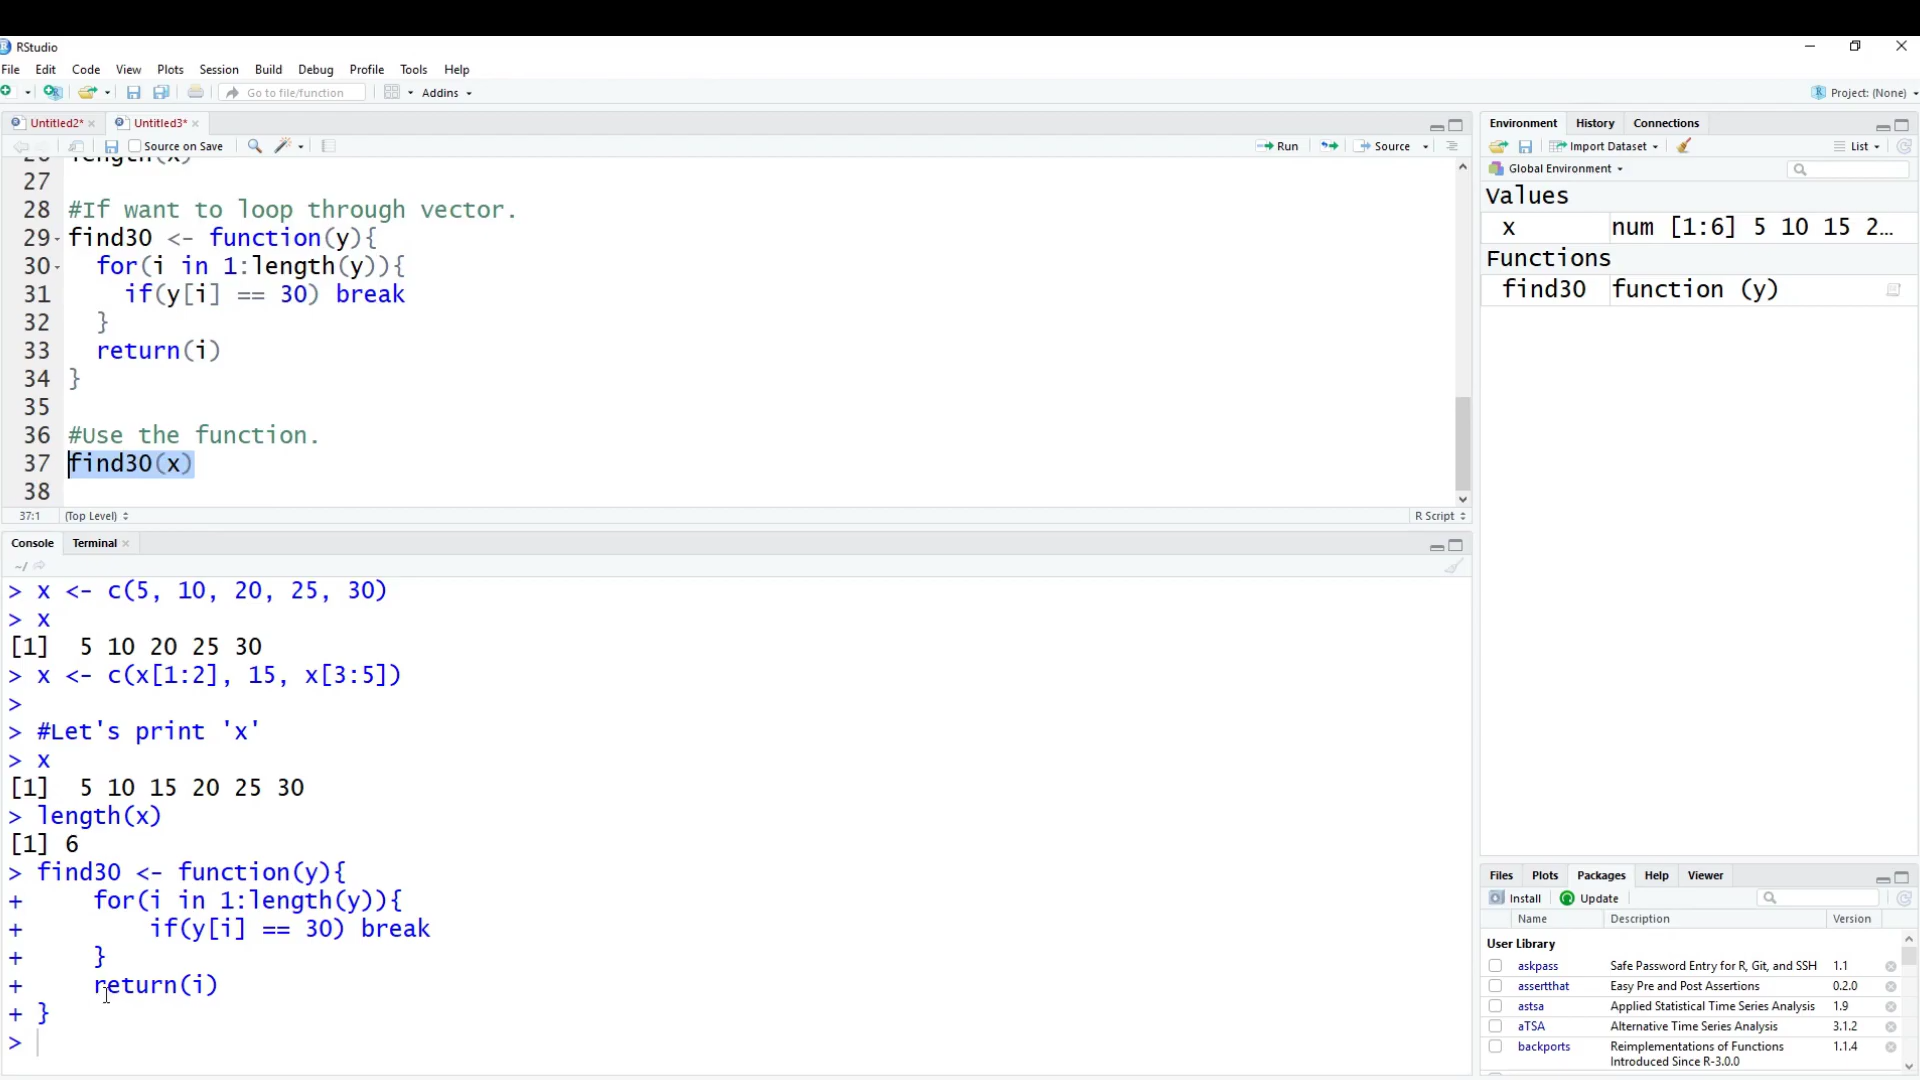 RStudio
File Edit Code View Plots Session Build Debug Profile Tools Help
Go to file/function Addins Project: (None)
Untitled2* Untitled3*
Source on Save Run Source
26 length(x)
27
28 #If want to loop through vector.
29 find30 <- function(y){
30 for(i in 1:length(y)){
31 if(y[i] == 30) break
32 }
33 return(i)
34 }
35
36 #Use the function.
37 find30(x)
38
37:1 (Top Level) R Script
Console Terminal
~/
> x <- c(5, 10, 20, 25, 30)
> x
[1] 5 10 20 25 30
> x <- c(x[1:2], 15, x[3:5])
>
> #Let's print 'x'
> x
[1] 5 10 15 20 25 30
> length(x)
[1] 6
> find30 <- function(y){
+ for(i in 1:length(y)){
+ if(y[i] == 30) break
+ }
+ return(i)
+ }
>
Environment History Connections
Import Dataset List
Global Environment
Values
x num [1:6] 5 10 15 2...
Functions
find30 function (y)
Files Plots Packages Help Viewer
Install Update
Name Description Version
User Library
askpass Safe Password Entry for R, Git, and SSH 1.1
assertthat Easy Pre and Post Assertions 0.2.0
astsa Applied Statistical Time Series Analysis 1.9
aTSA Alternative Time Series Analysis 3.1.2
backports Reimplementations of Functions 1.1.4
Introduced Since R-3.0.0